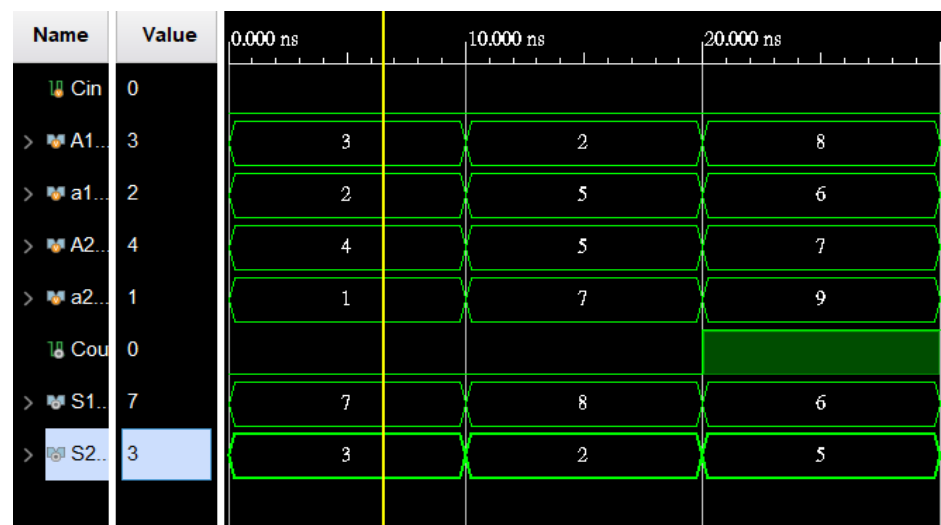 Name Value 0.000 ns 10.000 ns 20.000 ns
Cin 0
A1... 3 3 2 8
a1... 2 2 5 6
A2... 4 4 5 7
a2... 1 1 7 9
Cou 0
S1.. 7 7 8 6
S2.. 3 3 2 5